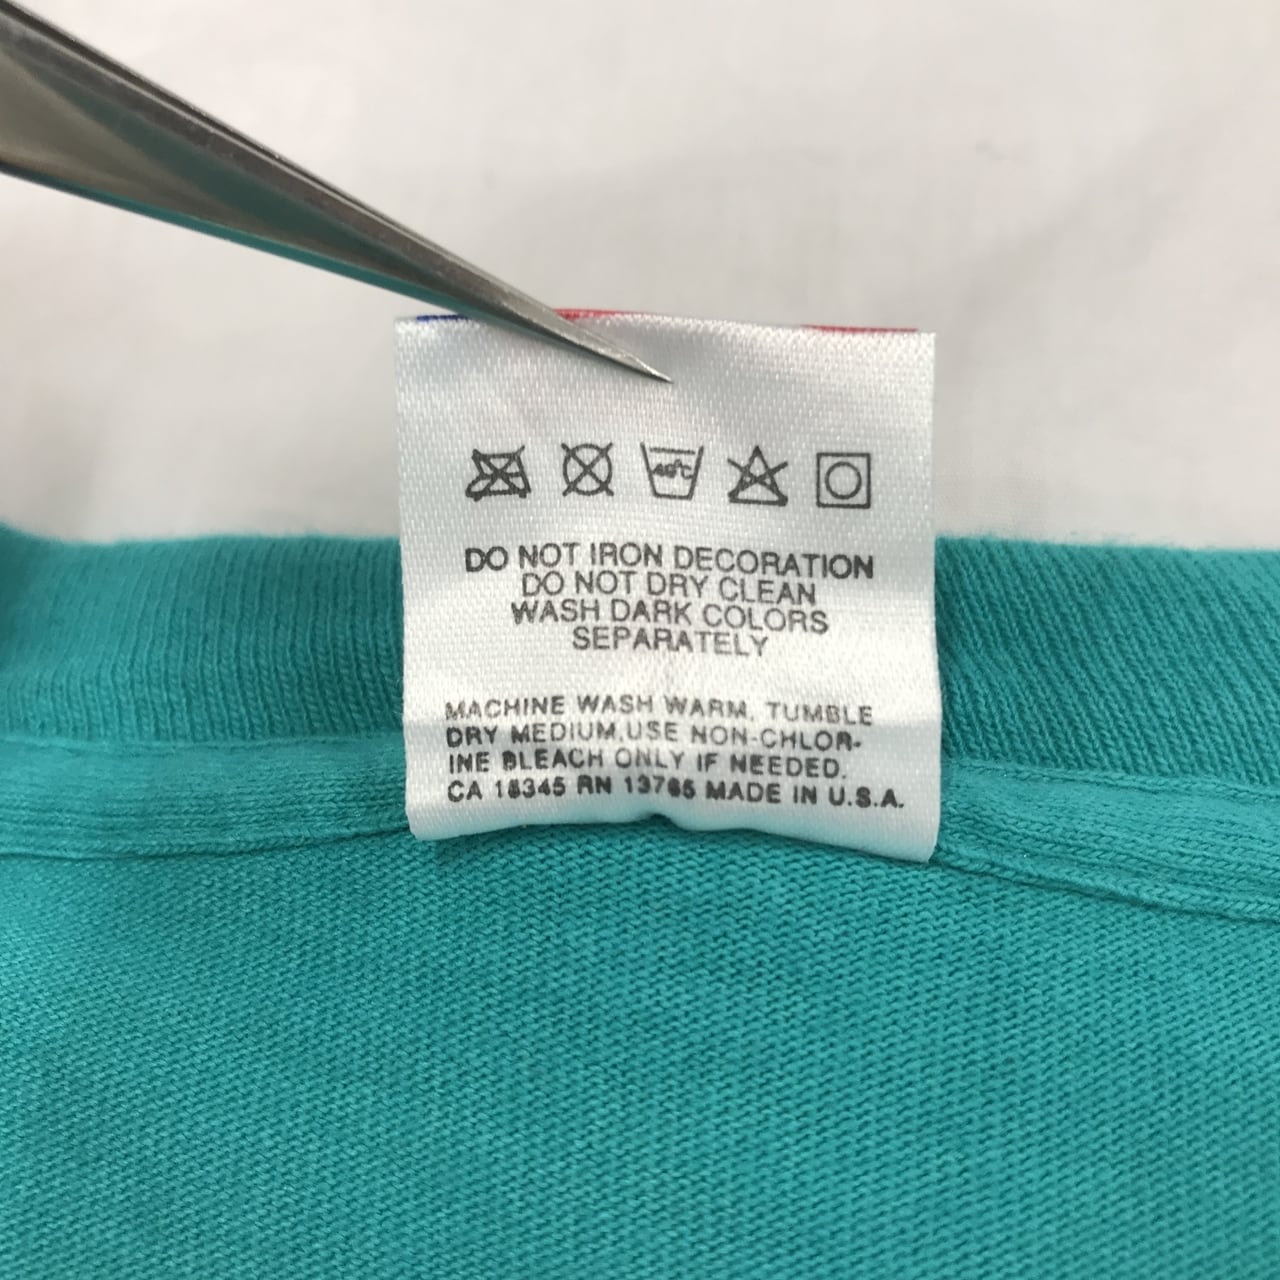 40°C
DO NOT IRON DECORATION
DO NOT DRY CLEAN
WASH DARK COLORS
SEPARATELY
MACHINE WASH WARM, TUMBLE
DRY MEDIUM,USE NON-CHLOR-
INE BLEACH ONLY IF NEEDED.
CA 18345 RN 13765 MADE IN U.S.A.